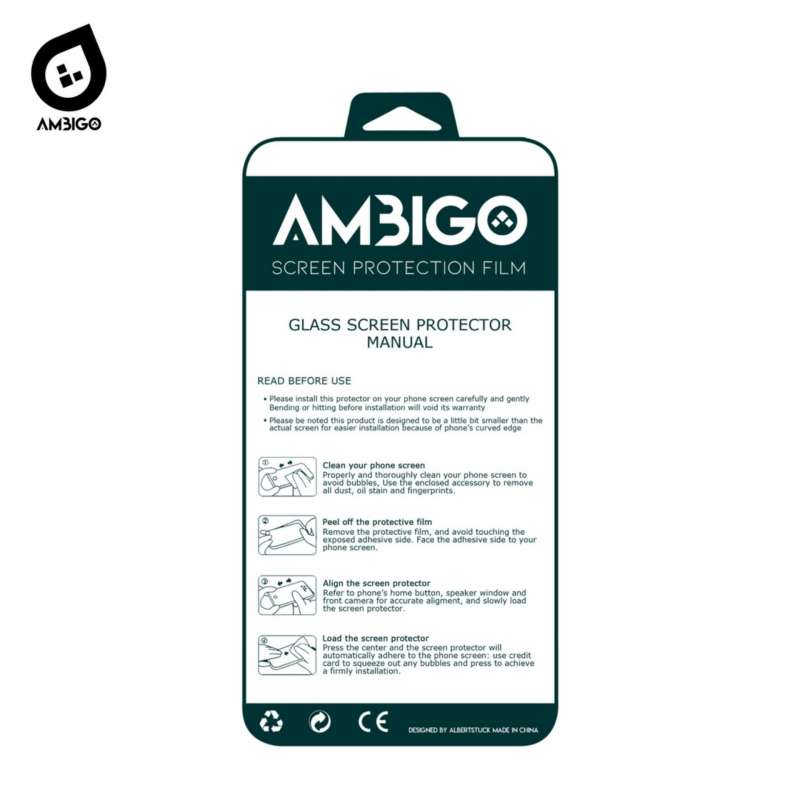 AMBIGO
AMBIGO
SCREEN PROTECTION FILM
GLASS SCREEN PROTECTOR
MANUAL
READ BEFORE USE
• Please install this protector on your phone screen carefully and gently
Bending or hitting before installation will void its warranty
• Please be noted this product is designed to be a little bit smaller than the
actual screen for easier installation because of phone's curved edge
1
Clean your phone screen
Properly and thoroughly clean your phone screen to
avoid bubbles, Use the enclosed accessory to remove
all dust, oil stain and fingerprints.
2
Peel off the protective film
Remove the protective film, and avoid touching the
exposed adhesive side. Face the adhesive side to your
phone screen.
3
Align the screen protector
Refer to phone's home button, speaker window and
front camera for accurate aligment, and slowly load
the screen protector.
4
Load the screen protector
Press the center and the screen protector will
automatically adhere to the phone screen: use credit
card to squeeze out any bubbles and press to achieve
a firmly installation.
CE
DESIGNED BY ALBERTSTUCK MADE IN CHINA